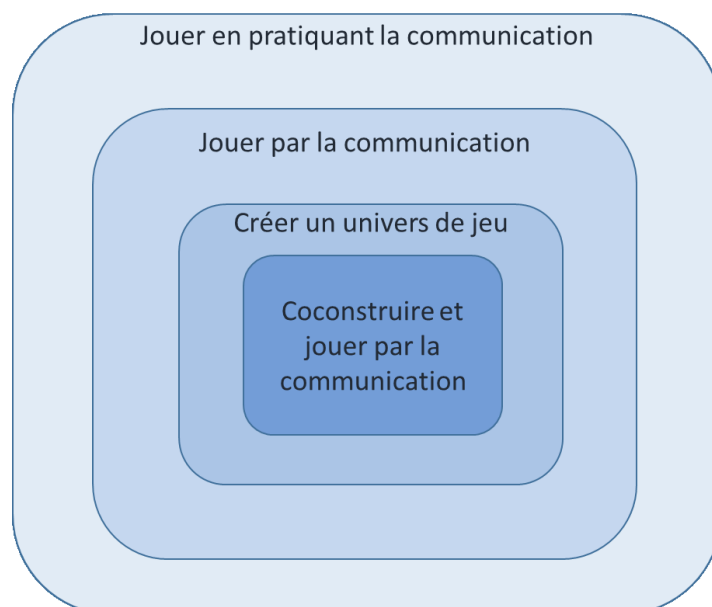 Jouer en pratiquant la communication
Jouer par la communication
Créer un univers de jeu
Coconstruire et
jouer par la
communication